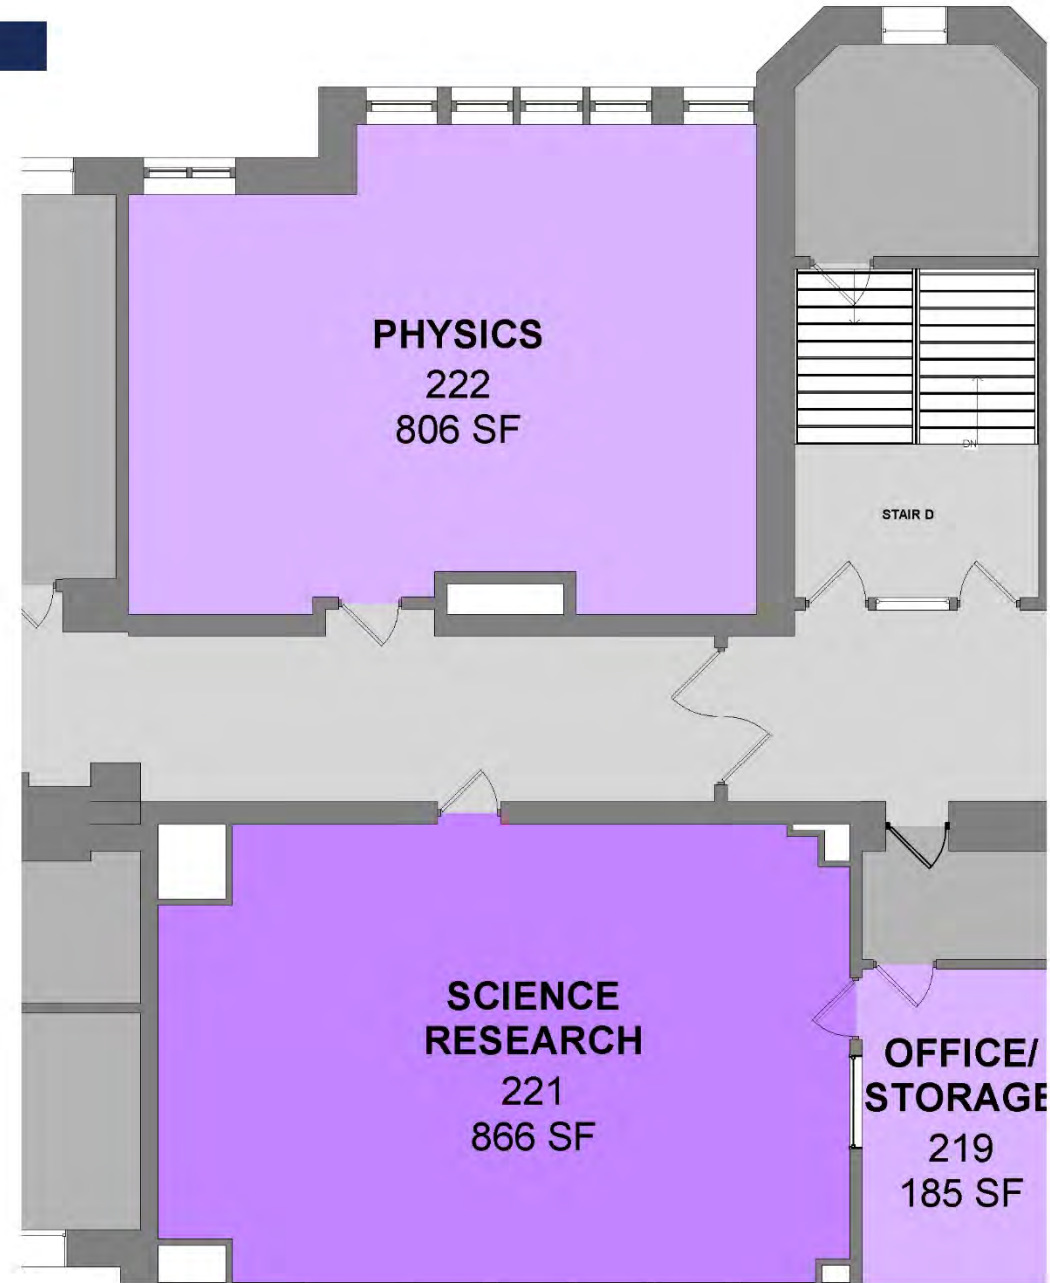 PHYSICS
222
806 SF
DN
STAIR D
SCIENCE
RESEARCH
221
866 SF
OFFICE/
STORAGE
219
185 SF